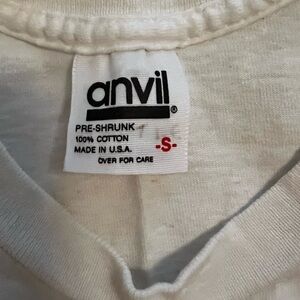 anvil®
PRE-SHRUNK
100% COTTON
MADE IN U.S.A.
-S-
OVER FOR CARE